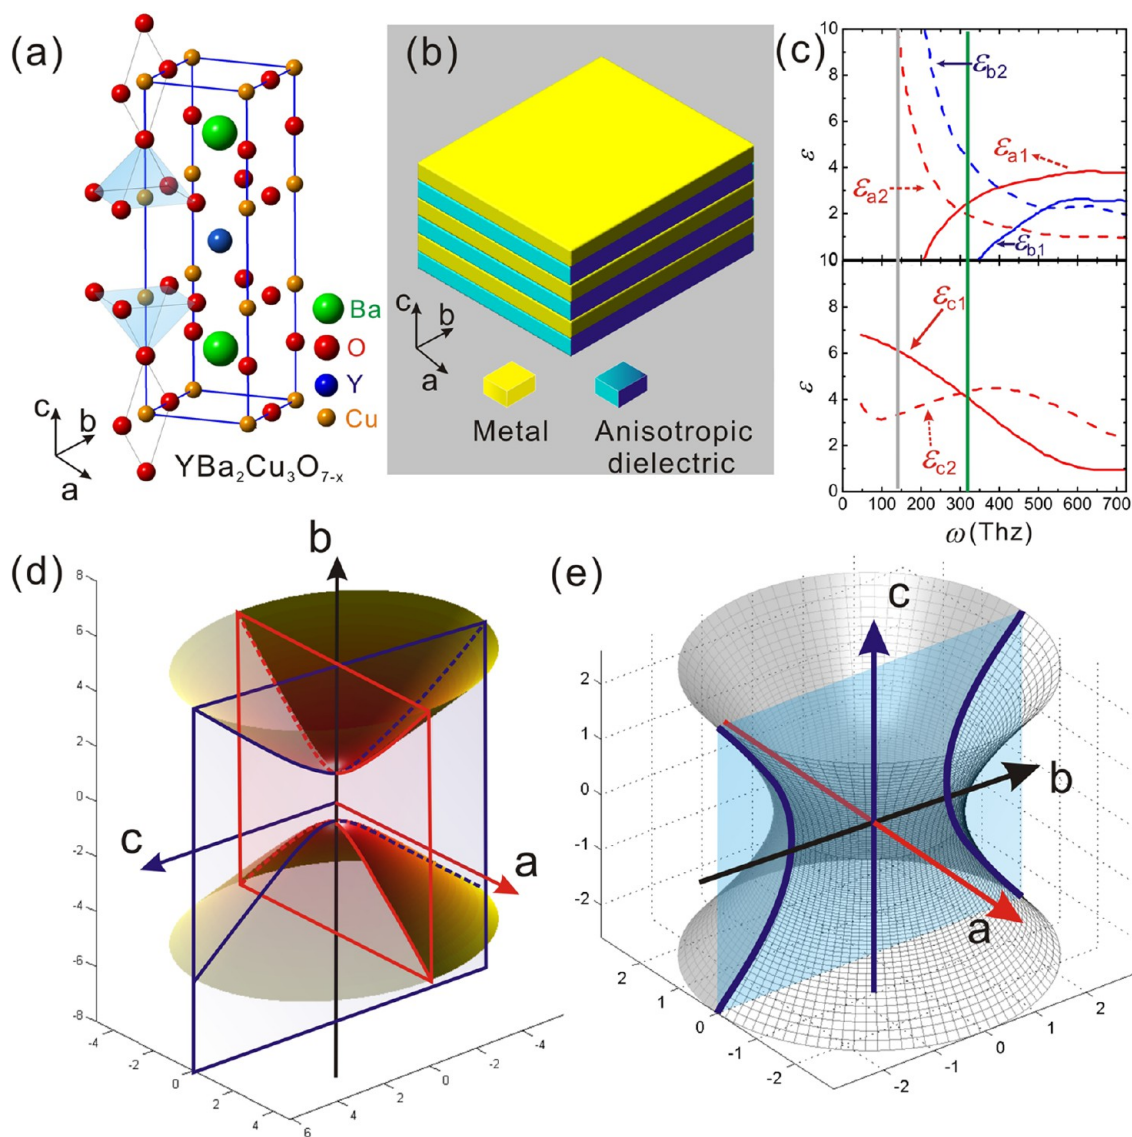 (a)
Ba
O
Y
Cu
c
b
a
YBa₂Cu₃O₇₋ₓ
(b)
c
b
a
Metal
Anisotropic
dielectric
(c)
10
8
6
4
2
10
8
6
4
2
0
ε
ε
εb2
εa1
εa2
εb1
εc1
εc2
0 100 200 300 400 500 600 700
ω(Thz)
(d)
b
c
a
8
6
4
2
0
-2
-4
-6
-8
-4
-2
0
2
4
6
4
2
0
-2
-4
(e)
c
b
a
2
1
0
-1
-2
2
1
0
-1
-2
-2
-1
0
1
2